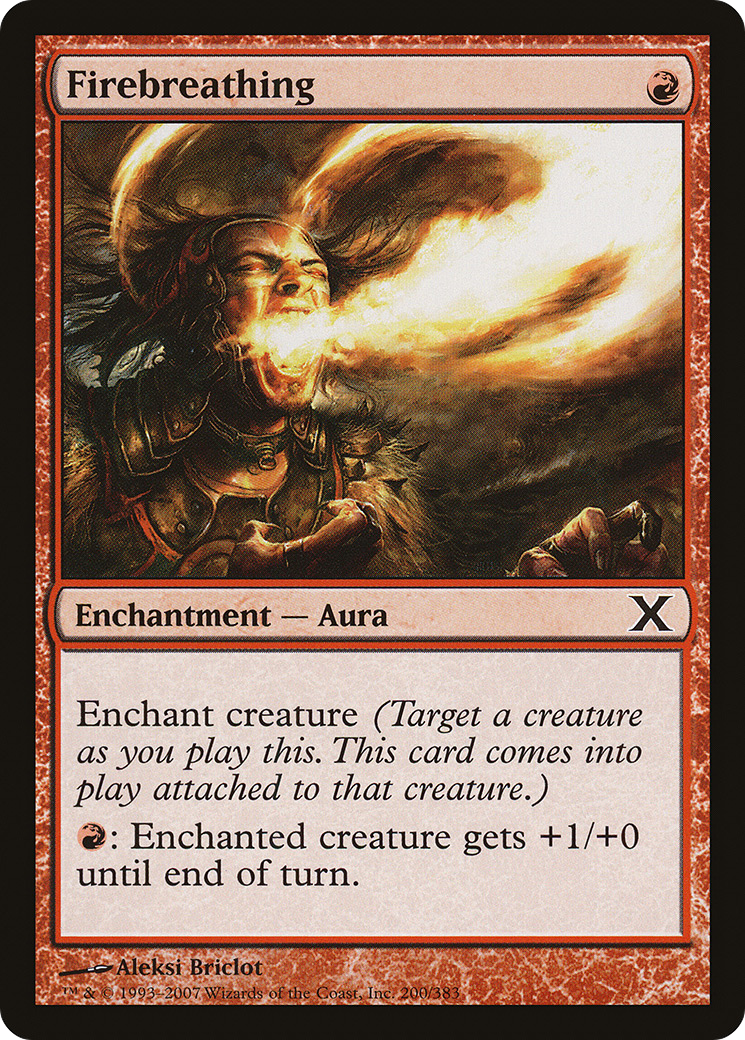 Firebreathing
Enchantment — Aura
X
Enchant creature (Target a creature
as you play this. This card comes into
play attached to that creature.)
: Enchanted creature gets +1/+0
until end of turn.
Aleksi Briclot
™ & © 1993–2007 Wizards of the Coast, Inc. 200/383